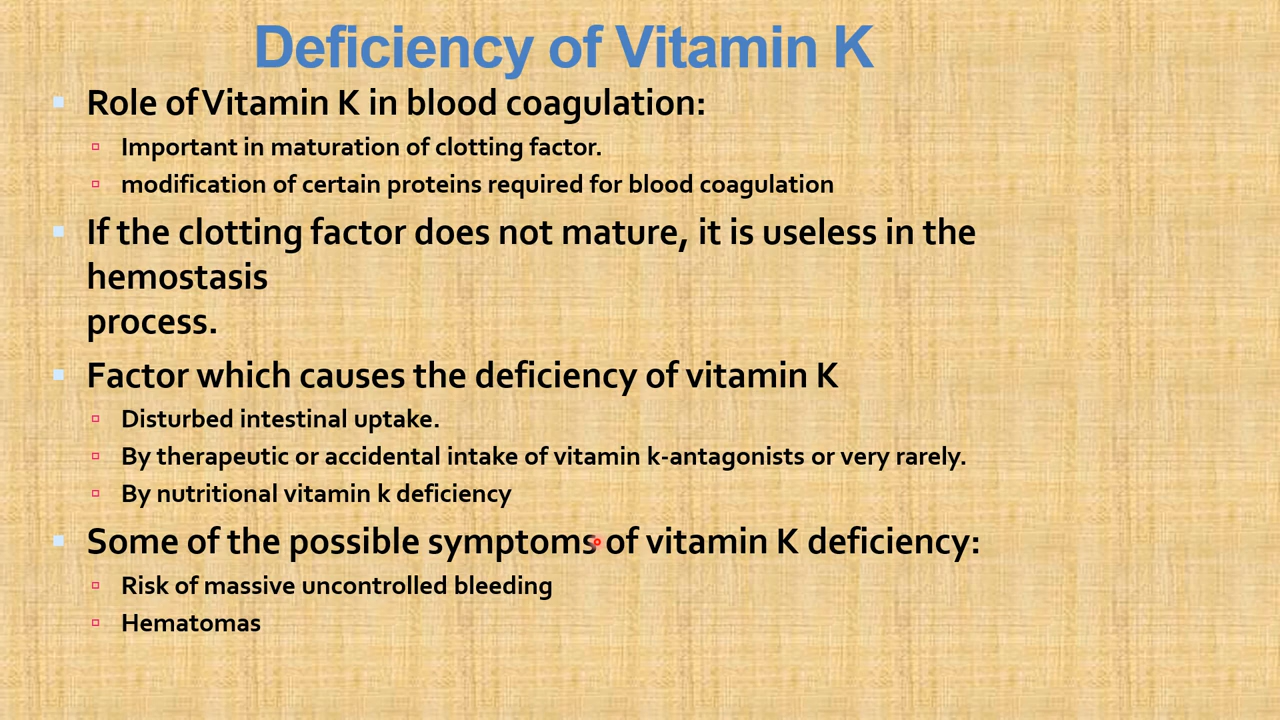 Deficiency of Vitamin K
Role of Vitamin K in blood coagulation:
Important in maturation of clotting factor.
modification of certain proteins required for blood coagulation
If the clotting factor does not mature, it is useless in the
hemostasis
process.
Factor which causes the deficiency of vitamin K
Disturbed intestinal uptake.
By therapeutic or accidental intake of vitamin k-antagonists or very rarely.
By nutritional vitamin k deficiency
Some of the possible symptoms of vitamin K deficiency:
Risk of massive uncontrolled bleeding
Hematomas